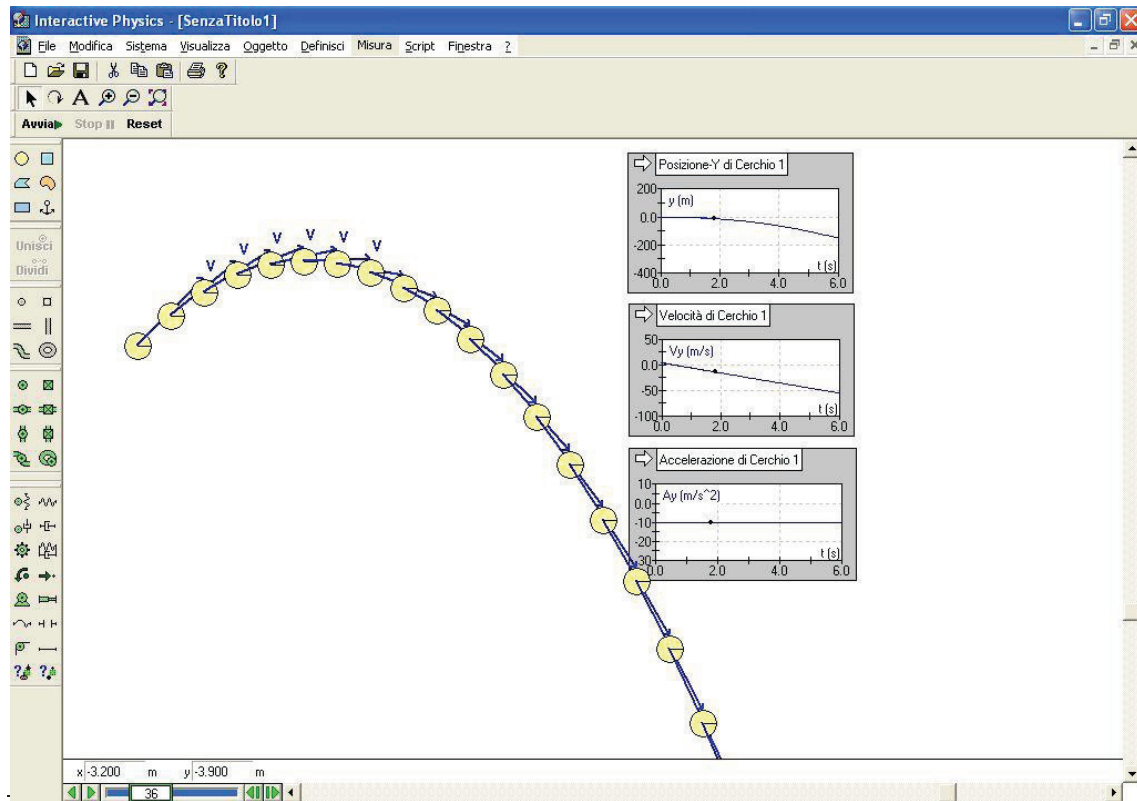 Interactive Physics - [SenzaTitolo1]
File Modifica Sistema Visualizza Oggetto Definisci Misura Script Finestra ?
Avvia Stop Reset
Unisci
Dividi
V V V V V V
Posizione-Y di Cerchio 1
y (m)
200
0.0
-200
-400
t (s)
0.0 2.0 4.0 6.0
Velocità di Cerchio 1
Vy (m/s)
50
0.0
-50
-100
t (s)
0.0 2.0 4.0 6.0
Accelerazione di Cerchio 1
Ay (m/s^2)
10
0.0
-10
-20
-30
t (s)
0.0 2.0 4.0 6.0
x -3.200 m y -3.900 m
36